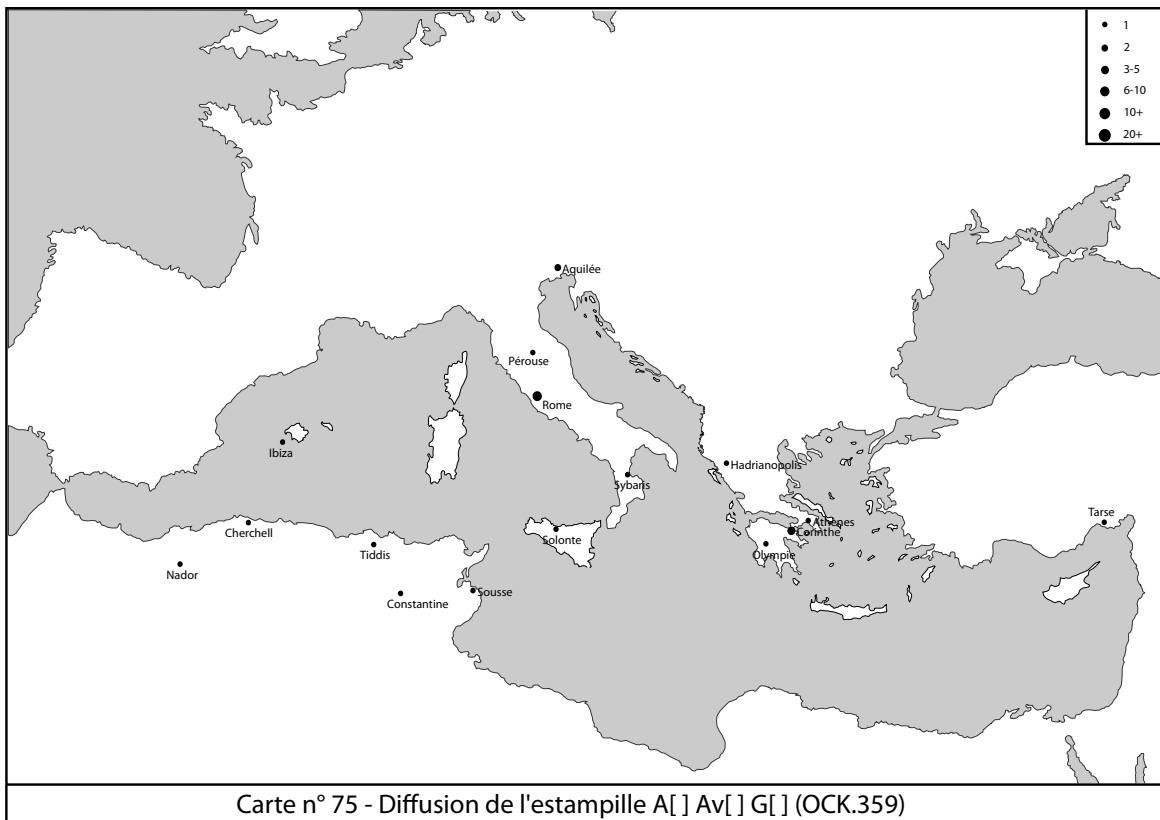 1
2
3-5
6-10
10+
20+
Aquilée
Pérouse
Rome
Ibiza
Hadrianopolis
Sybaris
Cherchell
Solonte
Athènes
Corinthe
Tarse
Tiddis
Olympie
Nador
Constantine
Sousse
Carte n° 75 - Diffusion de l'estampille A[ ] Av[ ] G[ ] (OCK.359)